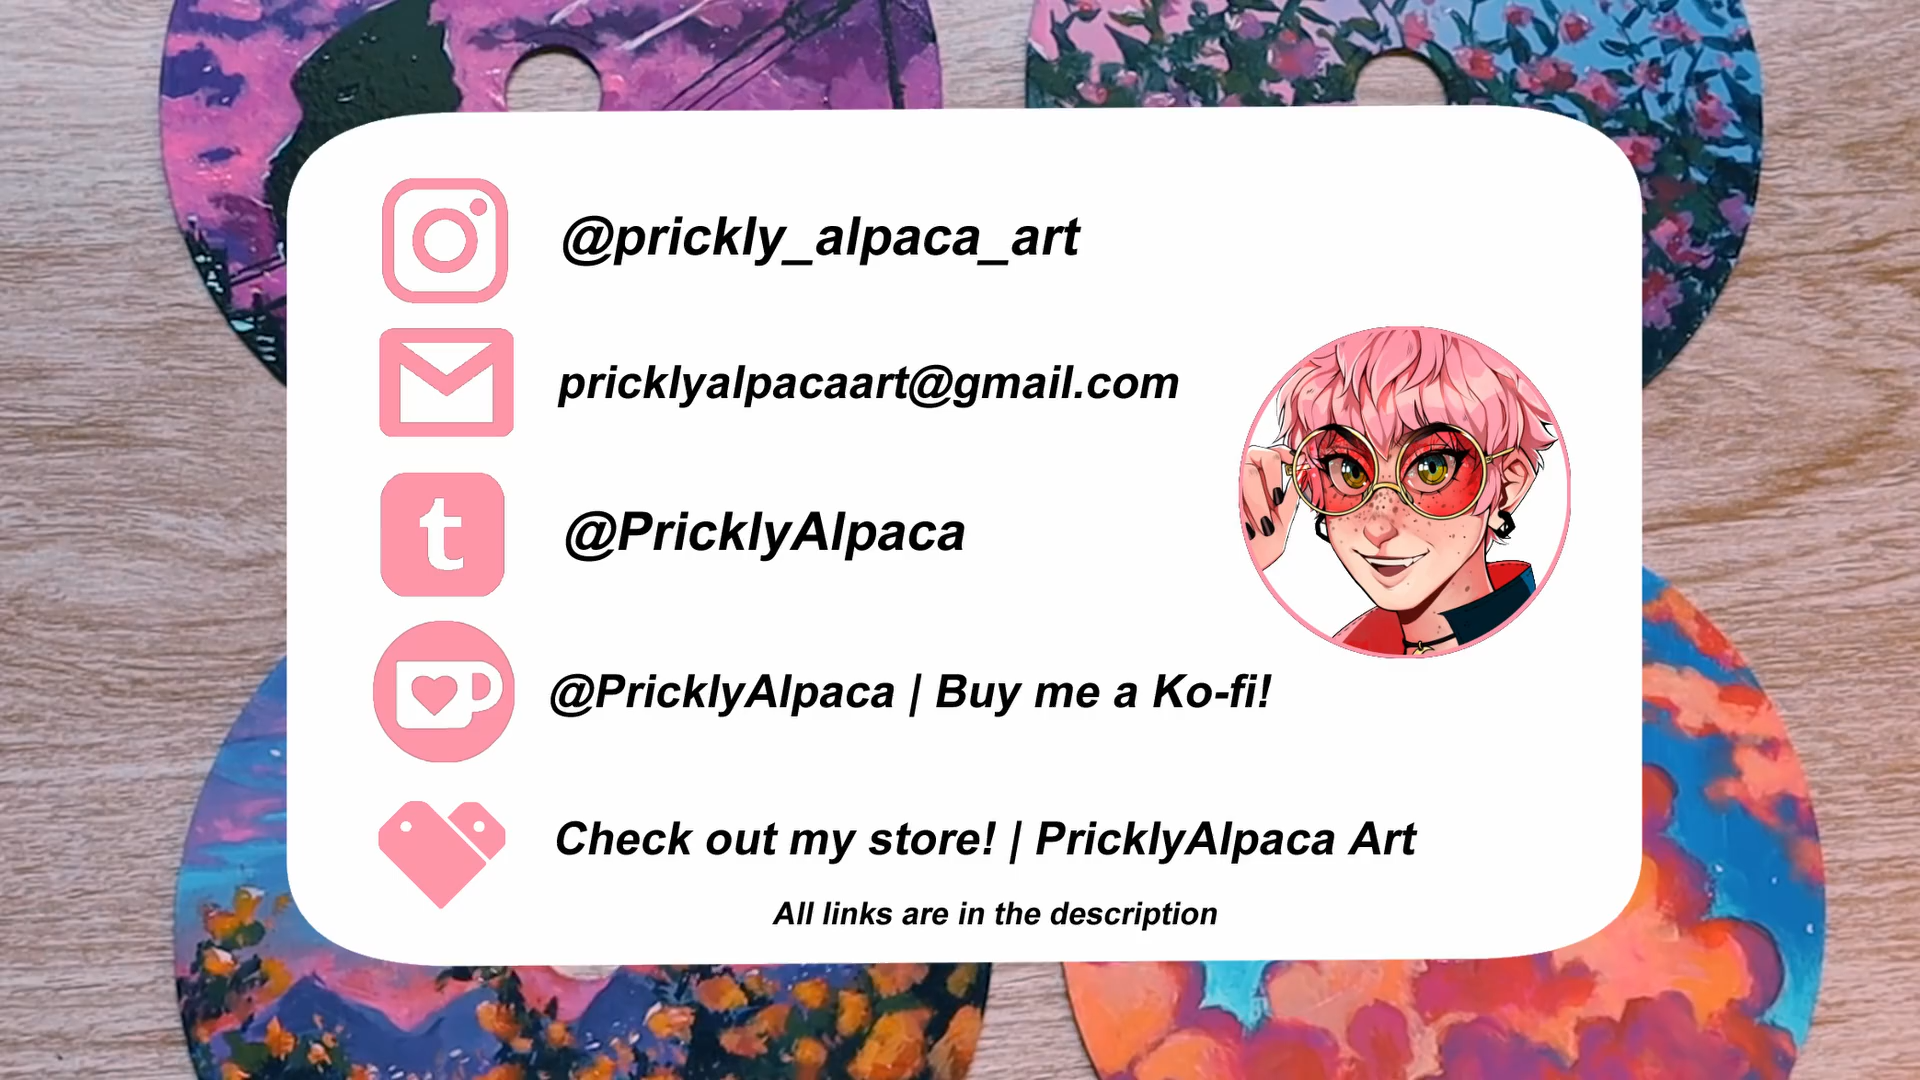 @prickly_alpaca_art
pricklyalpacaart@gmail.com
t
@PricklyAlpaca
@PricklyAlpaca | Buy me a Ko-fi!
Check out my store! | PricklyAlpaca Art
All links are in the description